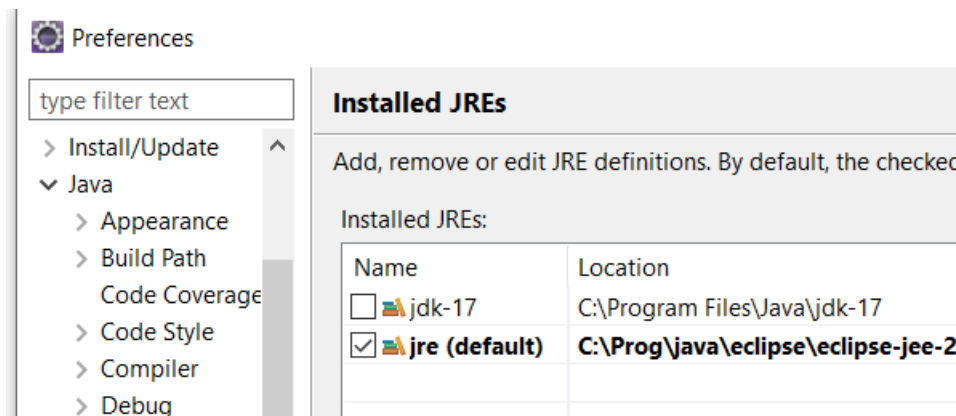 Preferences
type filter text
Install/Update
Java
Appearance
Build Path
Code Coverage
Code Style
Compiler
Debug
Installed JREs
Add, remove or edit JRE definitions. By default, the checked
Installed JREs:
Name Location
jdk-17 C:\Program Files\Java\jdk-17
jre (default) C:\Prog\java\eclipse\eclipse-jee-2